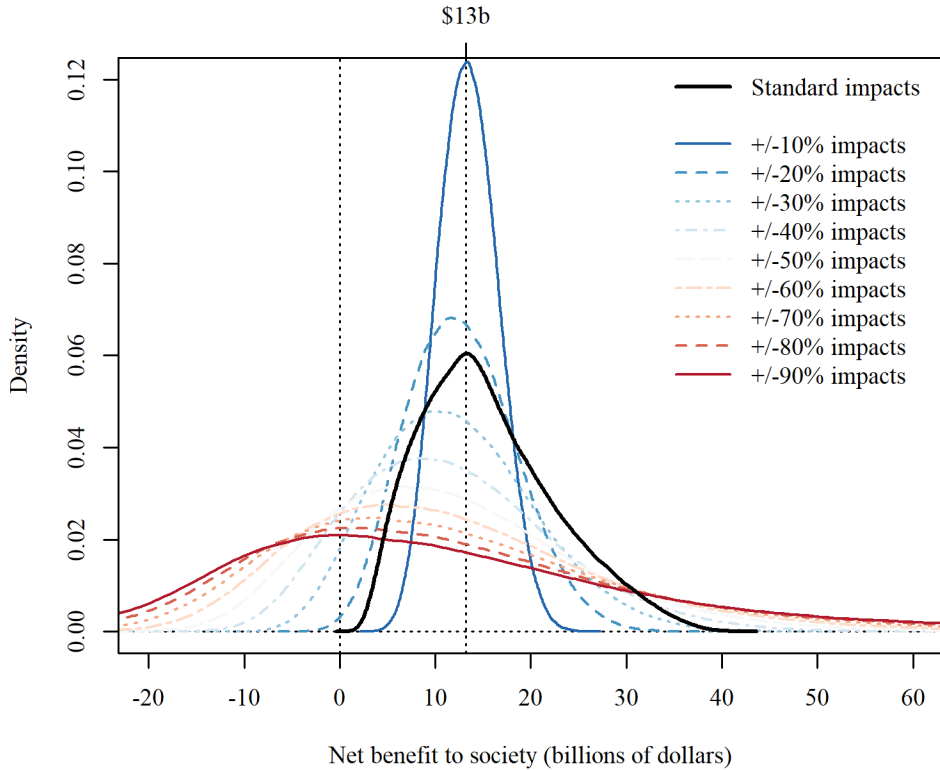 $13b
Density
0.12
0.10
0.08
0.06
0.04
0.02
0.00
Standard impacts
+/-10% impacts
+/-20% impacts
+/-30% impacts
+/-40% impacts
+/-50% impacts
+/-60% impacts
+/-70% impacts
+/-80% impacts
+/-90% impacts
-20 0 10 20 30 40 50 60
Net benefit to society (billions of dollars)